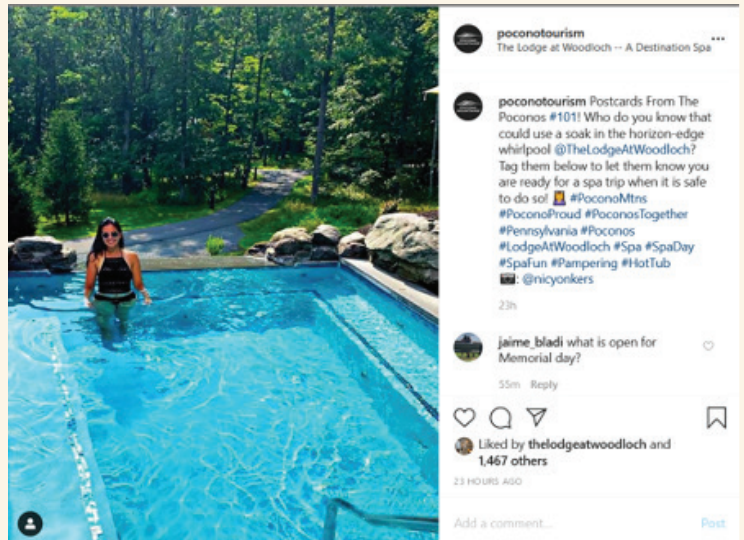 poconotourism
The Lodge at Woodloch -- A Destination Spa
poconotourism Postcards From The
Poconos #101! Who do you know that
could use a soak in the horizon-edge
whirlpool @TheLodgeAtWoodloch?
Tag them below to let them know you
are ready for a spa trip when it is safe
to do so! 💆‍♀️ #PoconoMtns
#PoconoProud #PoconosTogether
#Pennsylvania #Poconos
#LodgeAtWoodloch #Spa #SpaDay
#SpaFun #Pampering #HotTub
📷: @nicyonkers
23h
jaime_bladi what is open for
Memorial day?
55m Reply
Liked by thelodgeatwoodloch and
1,467 others
23 HOURS AGO
Add a comment... Post